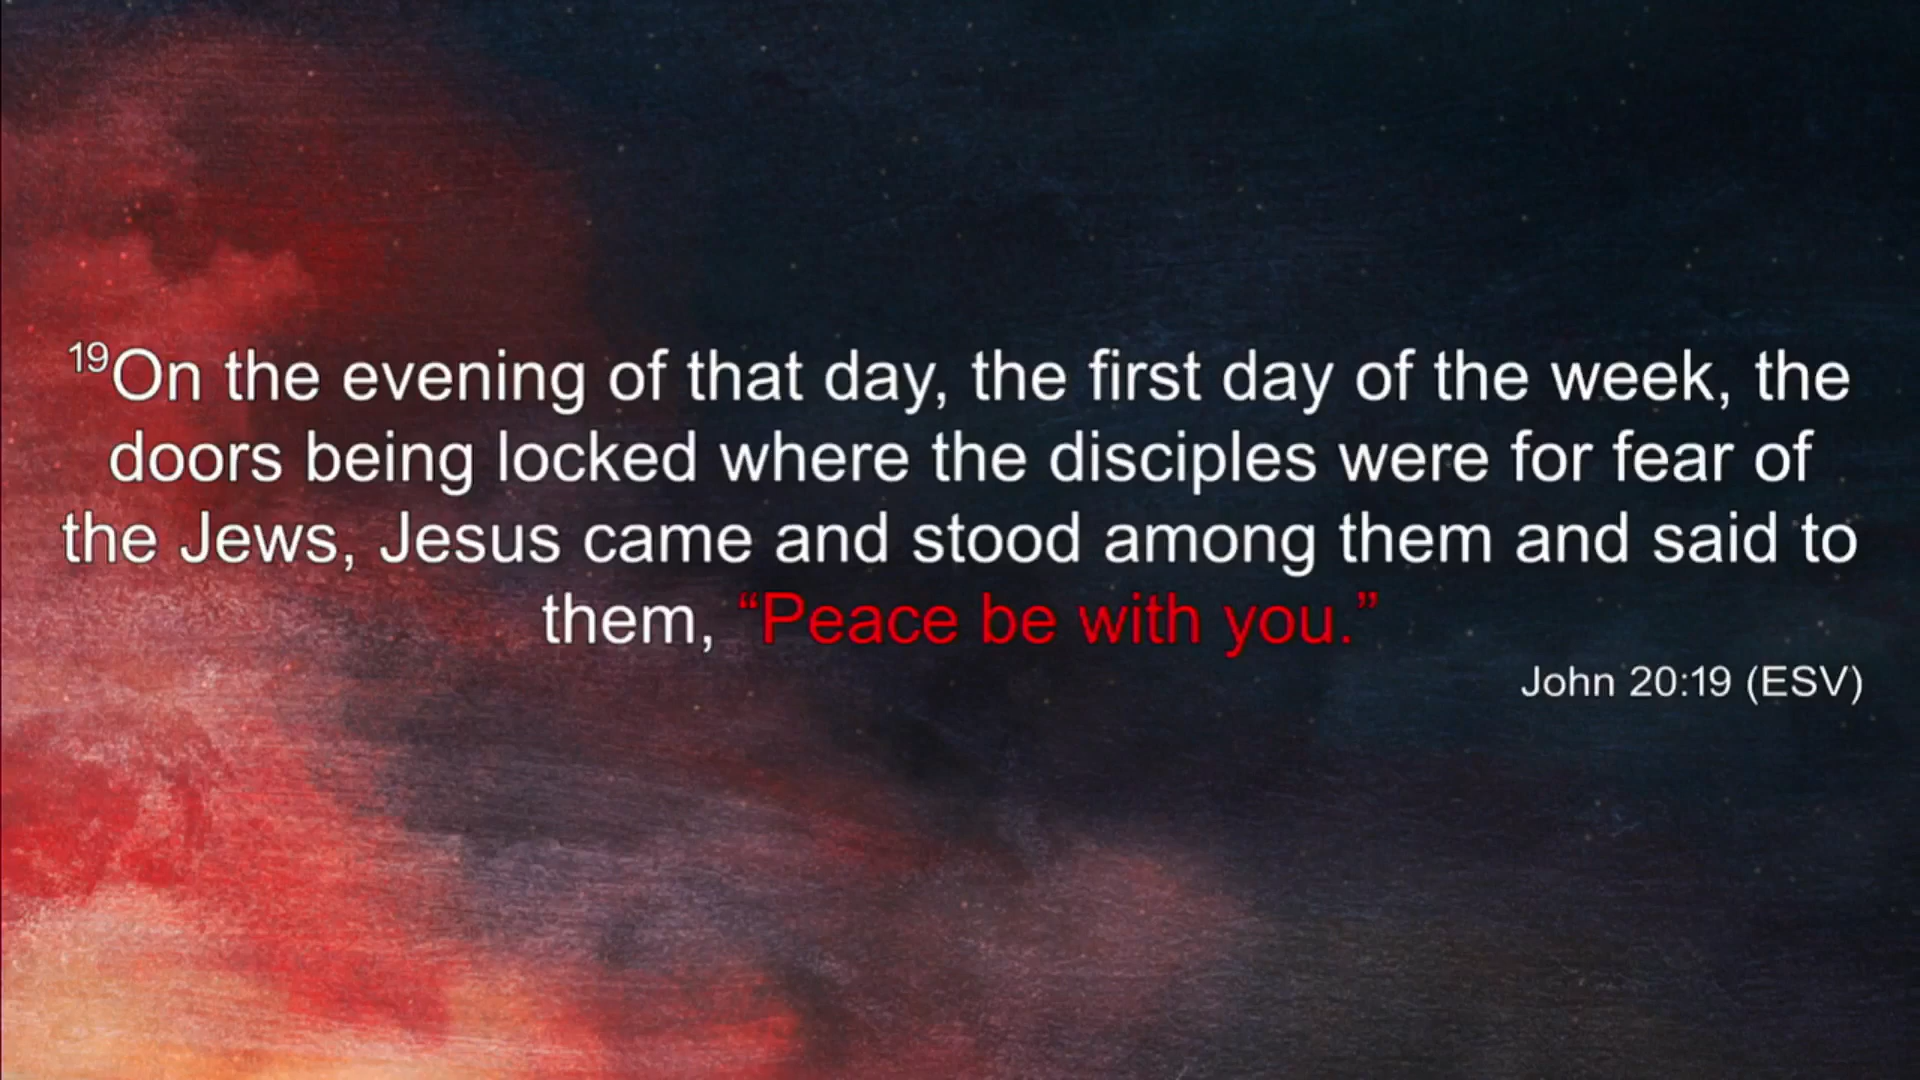 19On the evening of that day, the first day of the week, the
doors being locked where the disciples were for fear of
the Jews, Jesus came and stood among them and said to
them, “Peace be with you.”
John 20:19 (ESV)